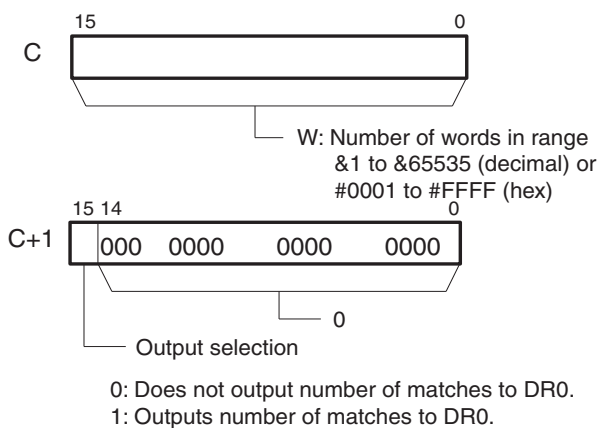 15 0
C
W: Number of words in range
&1 to &65535 (decimal) or
#0001 to #FFFF (hex)
15 14 0
C+1 000 0000 0000 0000
0
Output selection
0: Does not output number of matches to DR0.
1: Outputs number of matches to DR0.